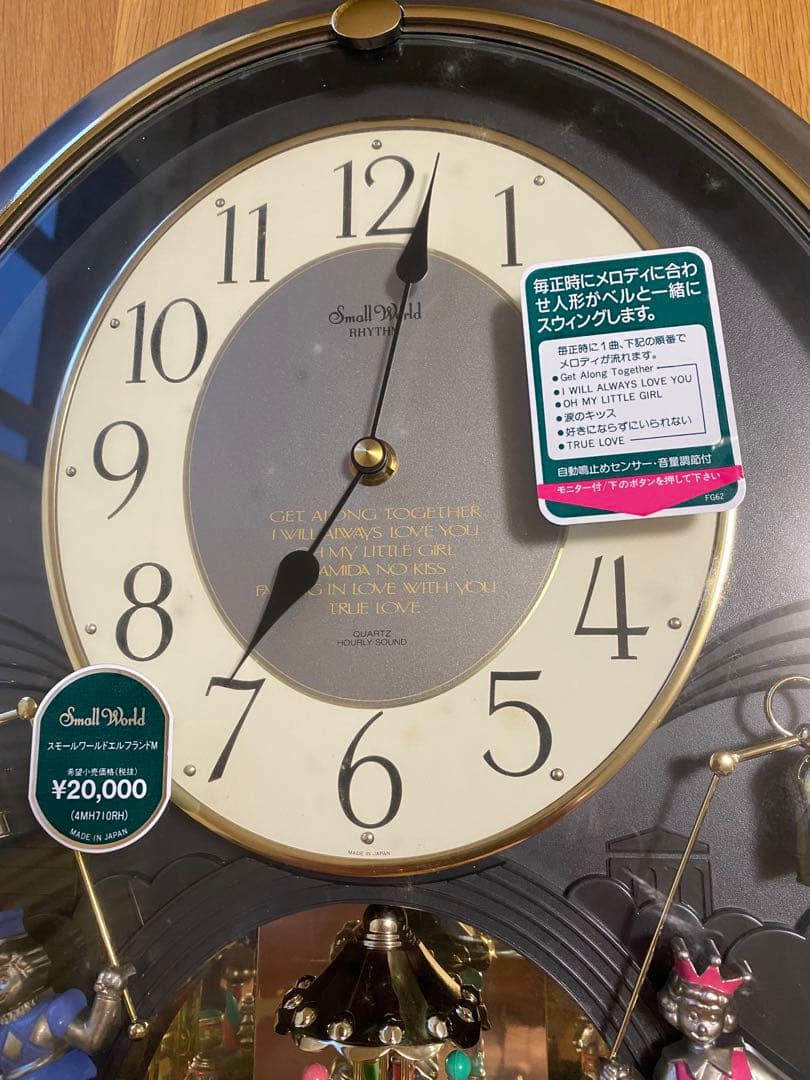 12
11
1
10
9
8
7
6
5
4
Small World
RHYTHM
GET ALONG TOGETHER
I WILL ALWAYS LOVE YOU
MY LITTLE GIRL
NO KISS
IN LOVE WITH YOU
TRUE LOVE
QUARTZ
HOURLY SOUND
MADE IN JAPAN
毎正時にメロディに合わ
せ人形がベルと一緒に
スウィングします。
毎正時に1曲、下記の順番で
メロディが流れます。
●Get Along Together
●I WILL ALWAYS LOVE YOU
●OH MY LITTLE GIRL
●涙のキッス
●好きにならずにいられない
●TRUE LOVE
自動鳴止めセンサー・音量調節付
モニター付/下のボタンを押して下さい
FG62
Small World
スモールワールドエルフランドM
希望小売価格(税抜)
¥20,000
(4MH710RH)
MADE IN JAPAN